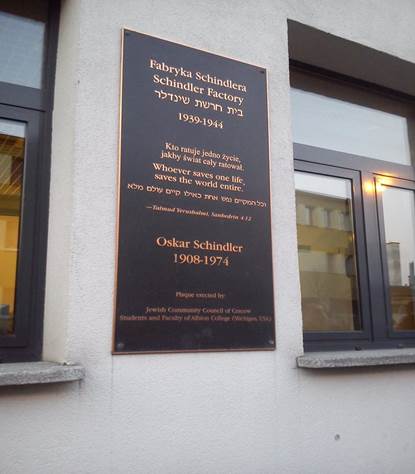 Fabryka Schindlera
Schindler Factory
בית חרשת שינדלר
1939-1944
Kto ratuje jedno życie,
jakby świat cały ratował.
Whoever saves one life,
saves the world entire.
וכל המקיים נפש אחת כאילו קיים עולם מלא
—Talmud Yerushalmi, Sanhedrin 4:12
Oskar Schindler
1908-1974
Plaque erected by:
Jewish Community Council of Cracow
Students and Faculty of Albion College (Michigan, USA)